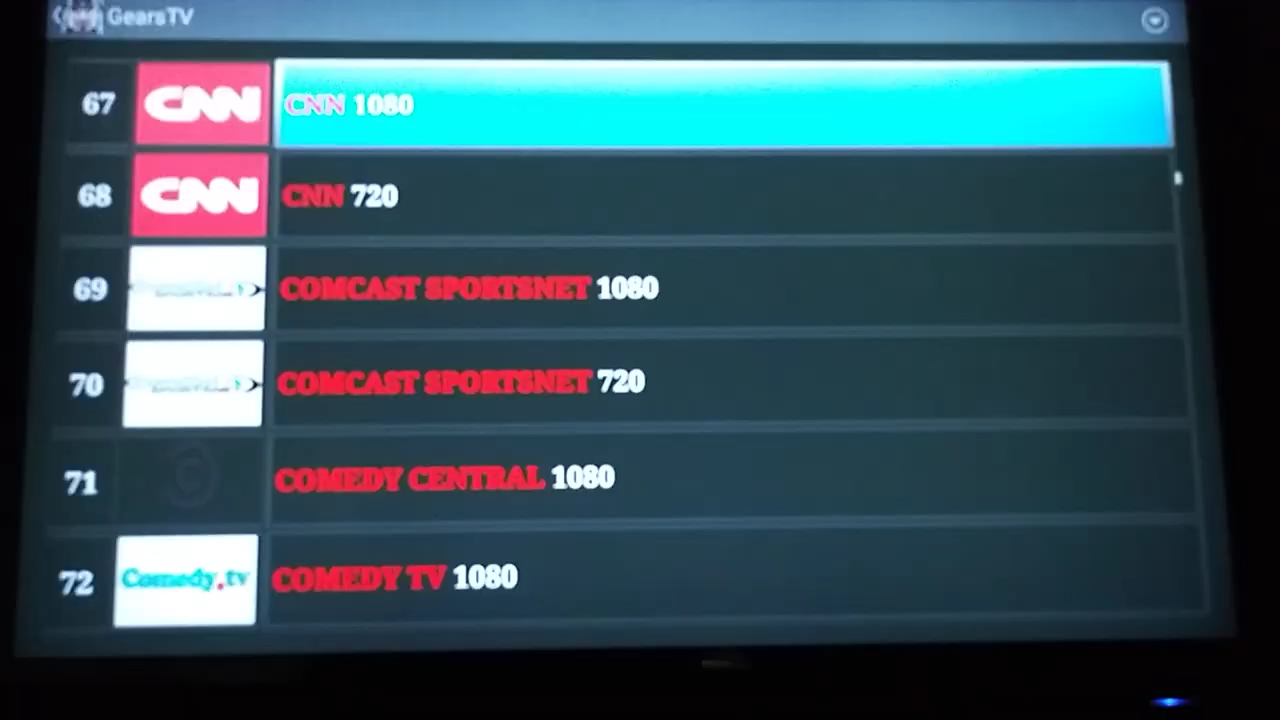 GearsTV
67 CNN CNN 1080
68 CNN CNN 720
69 COMCAST SPORTSNET 1080
70 COMCAST SPORTSNET 720
71 C COMEDY CENTRAL 1080
72 Comedy.tv COMEDY TV 1080